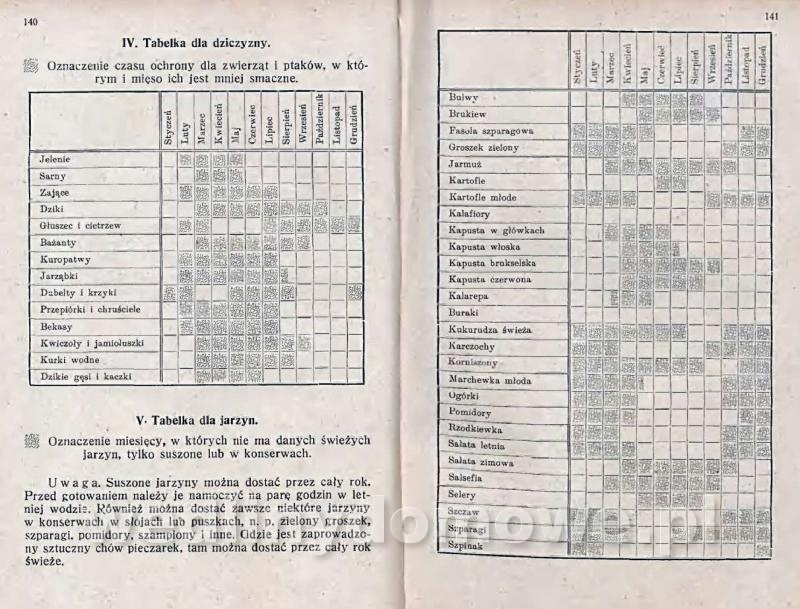 140
IV. Tabelka dla dziczyzny.
Oznaczenie czasu ochrony dla zwierząt i ptaków, w któ-
rym i mięso ich jest mniej smaczne.
Styczeń Luty Marzec Kwiecień Maj Czerwiec Lipiec Sierpień Wrzesień Październik Listopad Grudzień
Jelenie
Sarny
Zające
Dziki
Głuszec i cietrzew
Bażanty
Kuropatwy
Jarząbki
Dubelty i krzyki
Przepiórki i chruściele
Bekasy
Kwiczoły i jamiołuszki
Kurki wodne
Dzikie gęsi i kaczki
V. Tabelka dla jarzyn.
Oznaczenie miesięcy, w których nie ma danych świeżych
jarzyn, tylko suszone lub w konserwach.
Uwaga. Suszone jarzyny można dostać przez cały rok.
Przed gotowaniem należy je namoczyć na parę godzin w let-
niej wodzie. Również można dostać zawsze niektóre jarzyny
w konserwach w słojach lub puszkach, n. p. zielony groszek,
szparagi, pomidory, szampiony i inne. Gdzie jest zaprowadzo-
ny sztuczny chów pieczarek, tam można dostać przez cały rok
świeże.
141
Styczeń Luty Marzec Kwiecień Maj Czerwiec Lipiec Sierpień Wrzesień Październik Listopad Grudzień
Bulwy
Brukiew
Fasola szparagowa
Groszek zielony
Jarmuż
Kartofle
Kartofle młode
Kalafiory
Kapusta w główkach
Kapusta włoska
Kapusta brukselska
Kapusta czerwona
Kalarepa
Buraki
Kukurudza świeża
Karczochy
Korniszony
Marchewka młoda
Ogórki
Pomidory
Rzodkiewka
Sałata letnia
Sałata zimowa
Salsefia
Selery
Szczaw
Szparagi
Szpinak